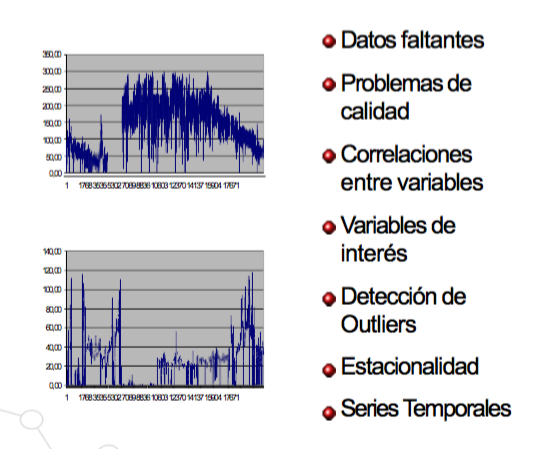 350,00
300,00
250,00
200,00
150,00
100,00
50,00
0,00
140,00
120,00
100,00
80,00
60,00
40,00
20,00
0,00
Datos faltantes
Problemas de
calidad
Correlaciones
entre variables
Variables de
interés
Detección de
Outliers
Estacionalidad
Series Temporales